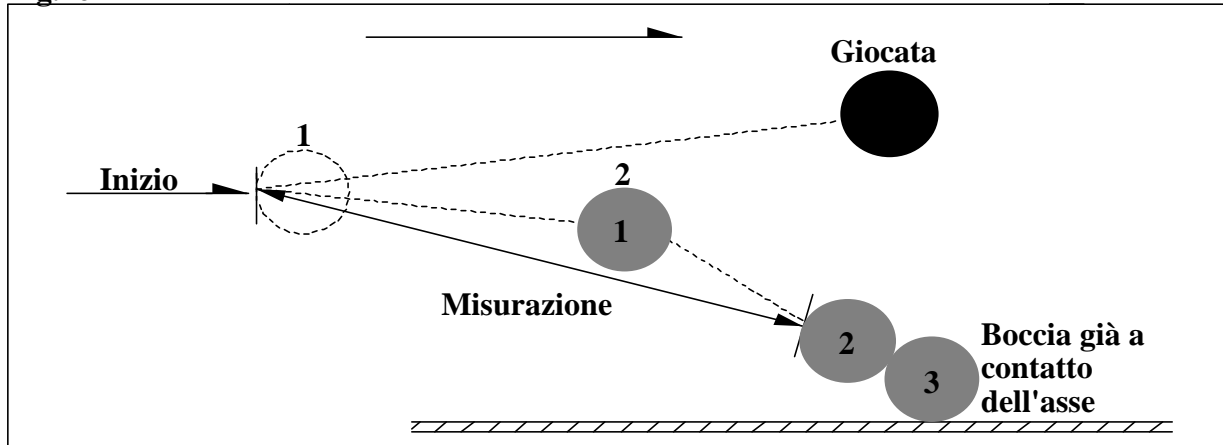 Giocata
1
Inizio
2
1
Misurazione
2
Boccia già a
contatto
dell'asse
3